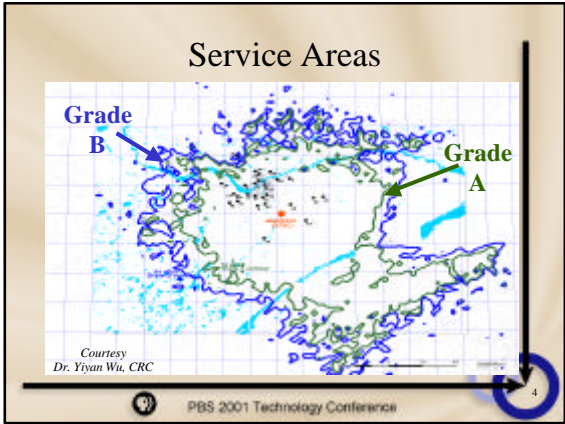 Service Areas
Grade
B
Grade
A
Courtesy
Dr. Yiyan Wu, CRC
4
PBS 2001 Technology Conference